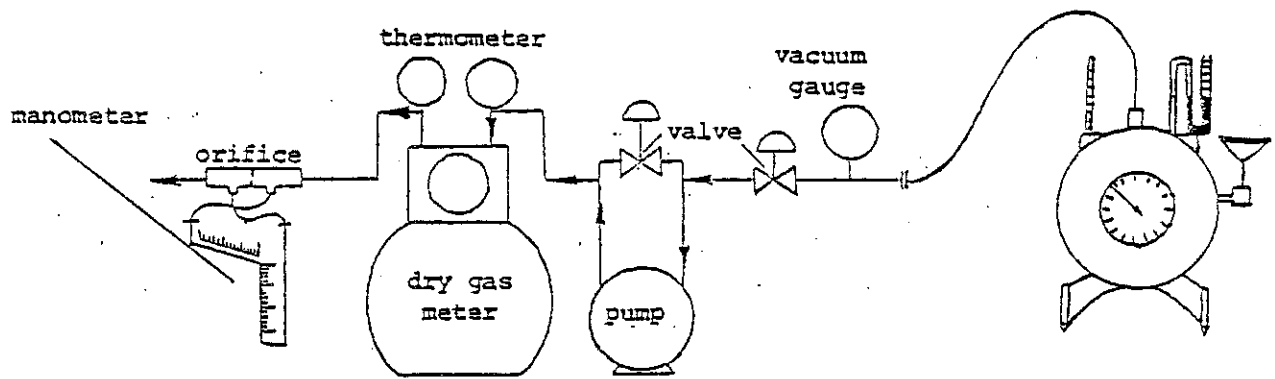 thermometer
vacuum
gauge
manometer
valve
orifice
dry gas
meter
pump